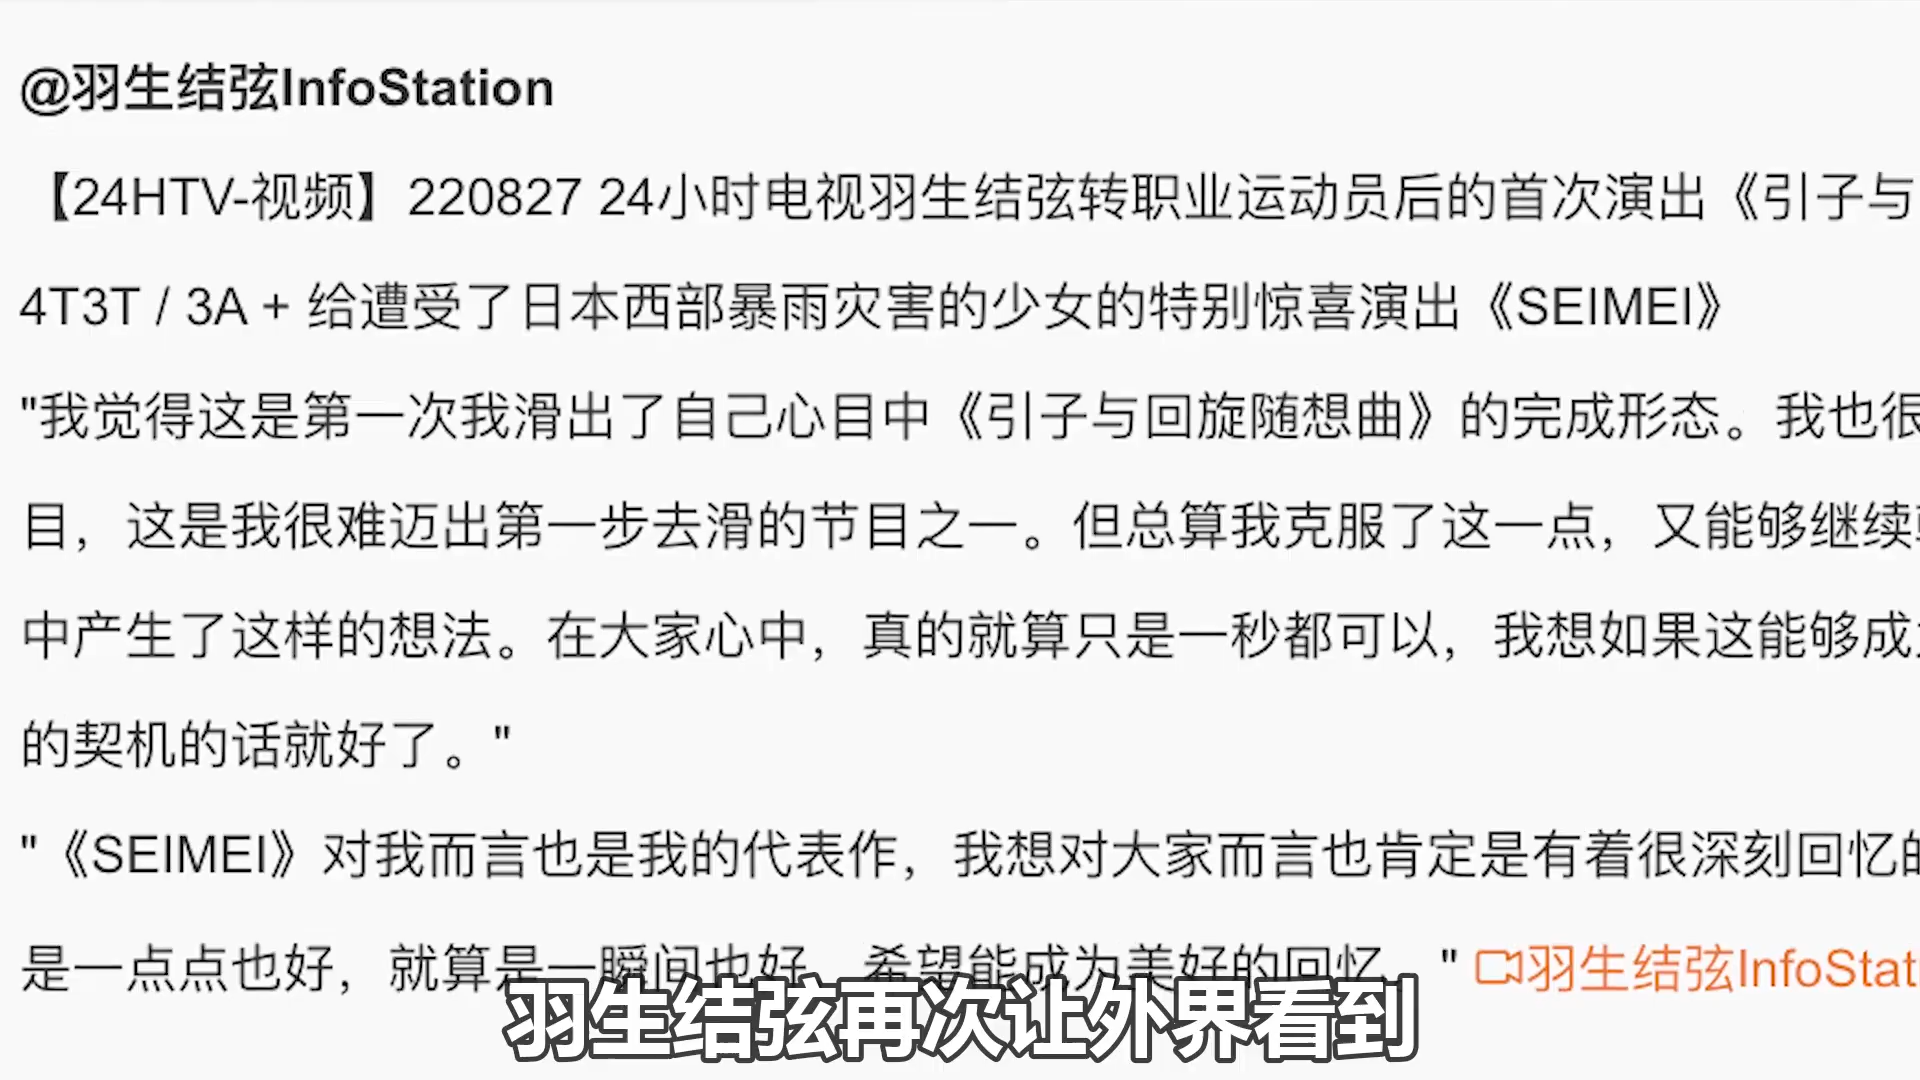 @羽生结弦InfoStation
【24HTV-视频】220827 24小时电视羽生结弦转职业运动员后的首次演出《引子与
4T3T / 3A + 给遭受了日本西部暴雨灾害的少女的特别惊喜演出《SEIMEI》
"我觉得这是第一次我滑出了自己心目中《引子与回旋随想曲》的完成形态。我也很
目，这是我很难迈出第一步去滑的节目之一。但总算我克服了这一点，又能够继续
中产生了这样的想法。在大家心中，真的就算只是一秒都可以，我想如果这能够成
的契机的话就好了。"
"《SEIMEI》对我而言也是我的代表作，我想对大家而言也肯定是有着很深刻回忆的
是一点点也好，就算是一瞬间也好，希望能成为美好的回忆。" 羽生结弦InfoStat
羽生结弦再次让外界看到